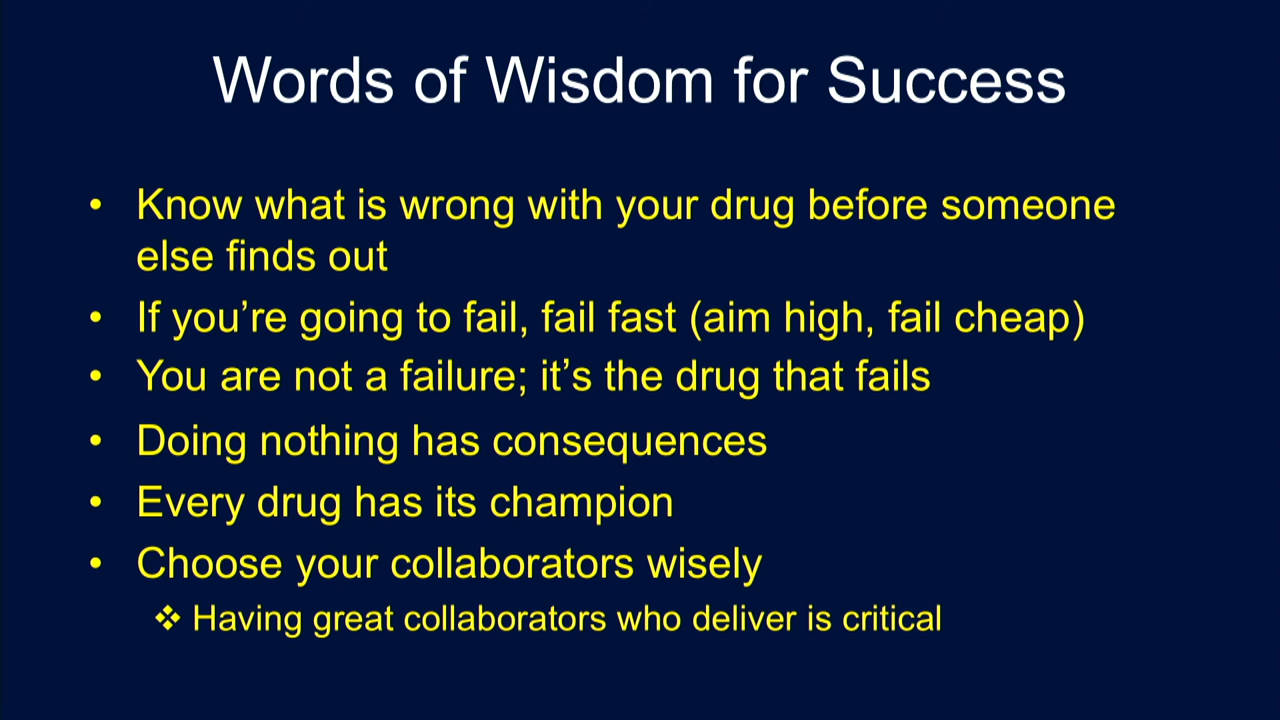 Words of Wisdom for Success
• Know what is wrong with your drug before someone
else finds out
• If you’re going to fail, fail fast (aim high, fail cheap)
• You are not a failure; it’s the drug that fails
• Doing nothing has consequences
• Every drug has its champion
• Choose your collaborators wisely
❖ Having great collaborators who deliver is critical